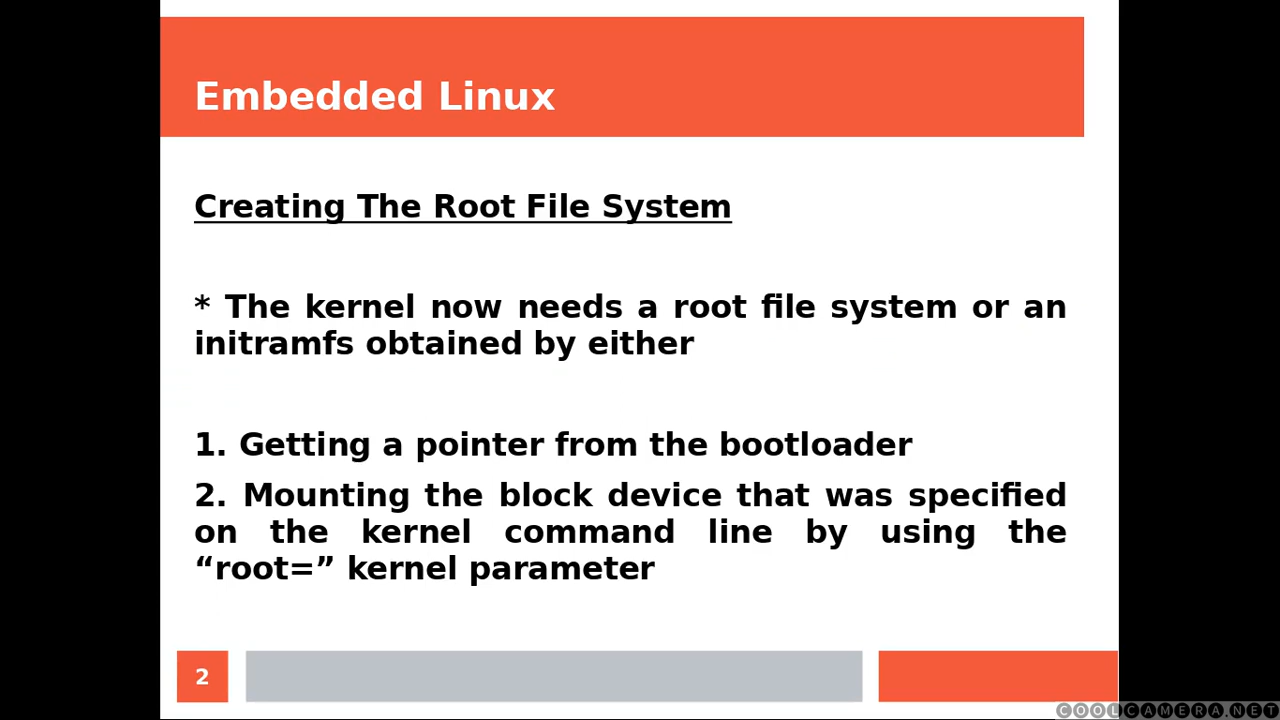 Embedded Linux
Creating The Root File System
* The kernel now needs a root file system or an
initramfs obtained by either
1. Getting a pointer from the bootloader
2. Mounting the block device that was specified
on the kernel command line by using the
“root=” kernel parameter
2
COOLCAMERA.NET